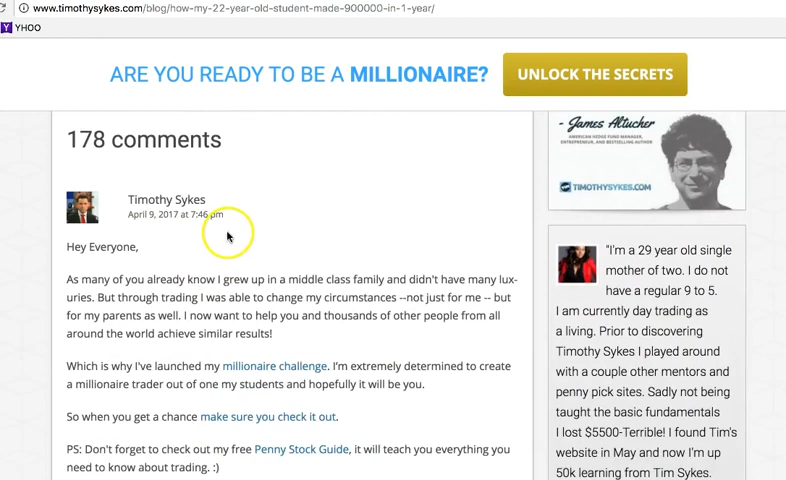 www.timothysykes.com/blog/how-my-22-year-old-student-made-900000-in-1-year/
YHOO
ARE YOU READY TO BE A MILLIONAIRE?
UNLOCK THE SECRETS
178 comments
Timothy Sykes
April 9, 2017 at 7:46 pm
Hey Everyone,
As many of you already know I grew up in a middle class family and didn't have many lux-
uries. But through trading I was able to change my circumstances --not just for me -- but
for my parents as well. I now want to help you and thousands of other people from all
around the world achieve similar results!
Which is why I've launched my millionaire challenge. I'm extremely determined to create
a millionaire trader out of one my students and hopefully it will be you.
So when you get a chance make sure you check it out.
PS: Don't forget to check out my free Penny Stock Guide, it will teach you everything you
need to know about trading. :)
- James Altucher
AMERICAN HEDGE FUND MANAGER,
ENTREPRENEUR, AND BESTSELLING AUTHOR
TIMOTHYSYKES.COM
"I'm a 29 year old single
mother of two. I do not
have a regular 9 to 5.
I am currently day trading as
a living. Prior to discovering
Timothy Sykes I played around
with a couple other mentors and
penny pick sites. Sadly not being
taught the basic fundamentals
I lost $5500-Terrible! I found Tim's
website in May and now I'm up
50k learning from Tim Sykes.